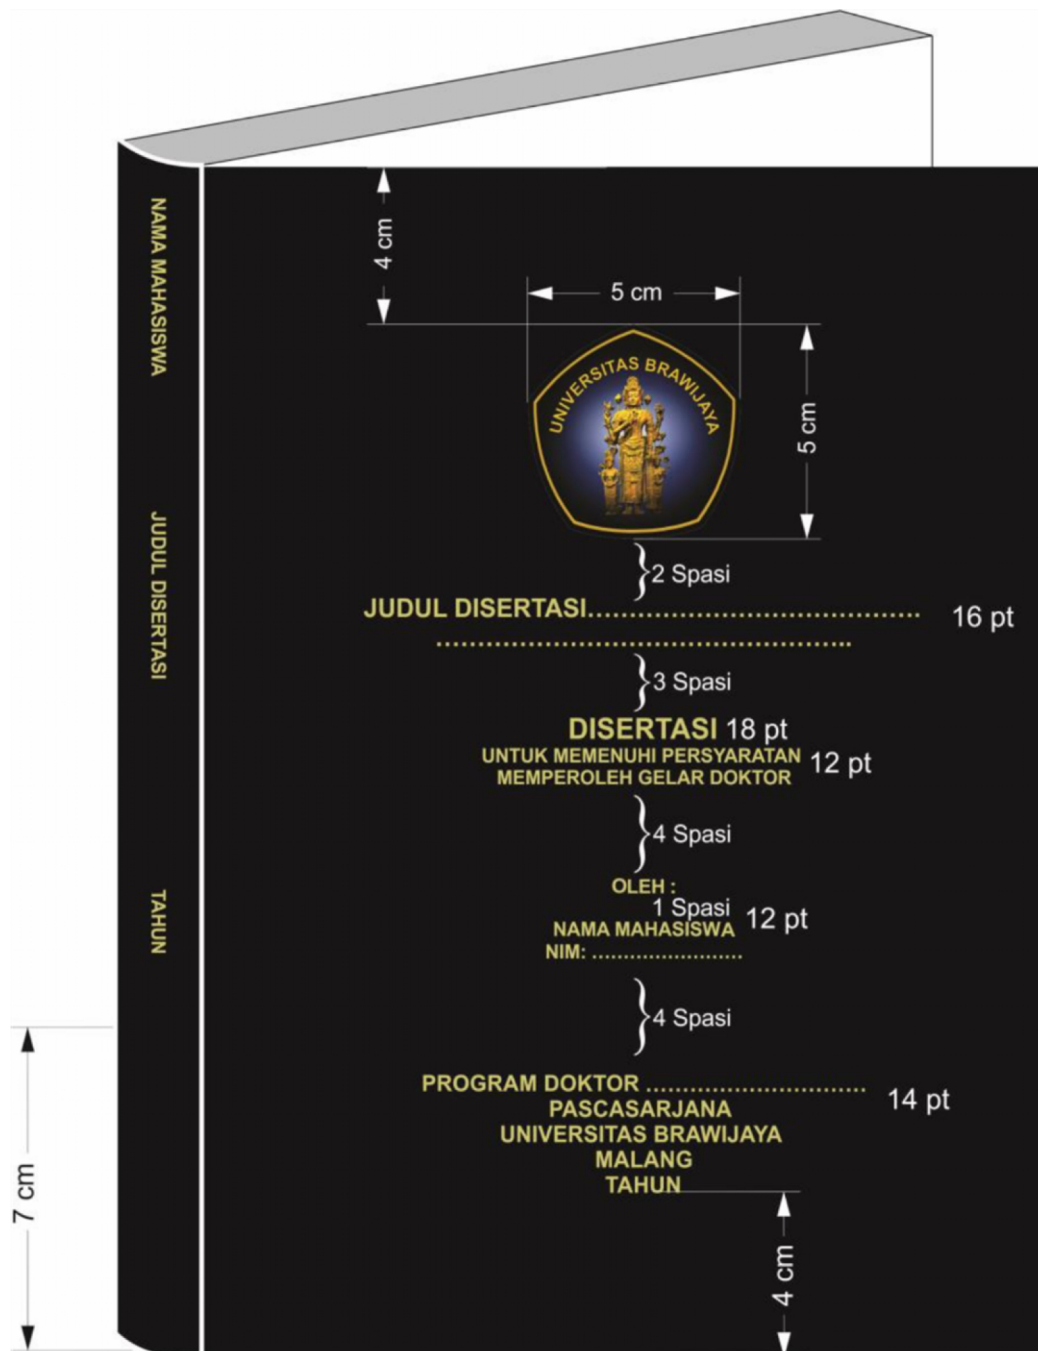 NAMA MAHASISWA
JUDUL DISERTASI
TAHUN
7 cm
4 cm
5 cm
UNIVERSITAS BRAWIJAYA
5 cm
2 Spasi
JUDUL DISERTASI.......................................
16 pt
................................................
3 Spasi
DISERTASI 18 pt
UNTUK MEMENUHI PERSYARATAN
12 pt
MEMPEROLEH GELAR DOKTOR
4 Spasi
OLEH :
1 Spasi
12 pt
NAMA MAHASISWA
NIM: ........................
4 Spasi
PROGRAM DOKTOR ............................
14 pt
PASCASARJANA
UNIVERSITAS BRAWIJAYA
MALANG
TAHUN
4 cm